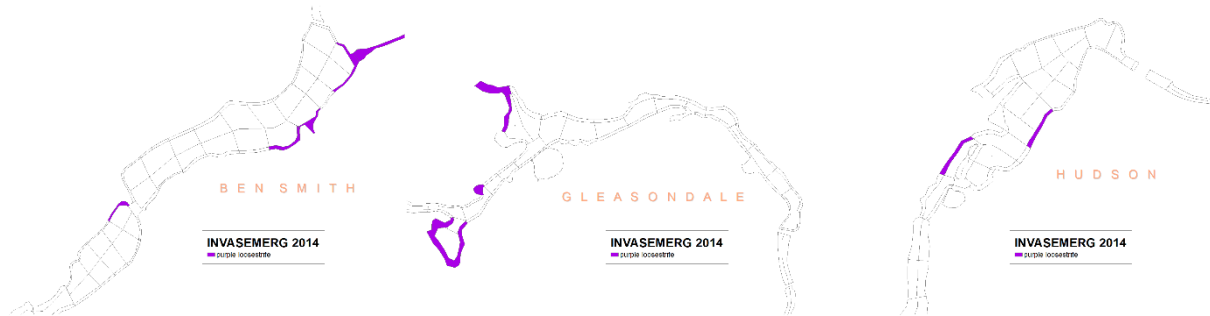 BEN SMITH
INVASEMERG 2014
purple loosestrife
GLEASONDALE
INVASEMERG 2014
purple loosestrife
HUDSON
INVASEMERG 2014
purple loosestrife